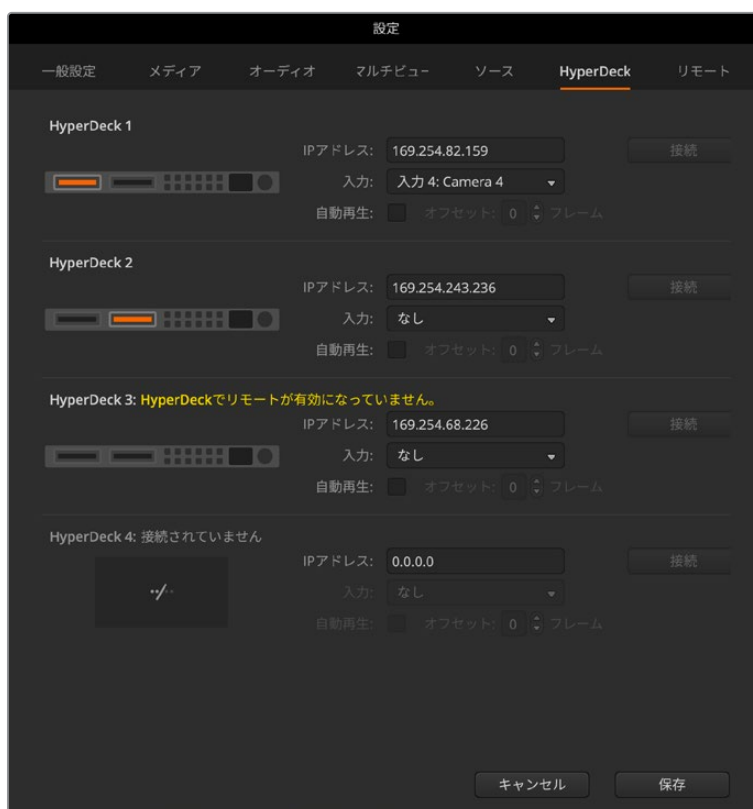 設定
一般設定 メディア オーディオ マルチビュー ソース HyperDeck リモート
HyperDeck 1
IPアドレス: 169.254.82.159 接続
入力: 入力 4: Camera 4
自動再生: オフセット: 0 フレーム
HyperDeck 2
IPアドレス: 169.254.243.236 接続
入力: なし
自動再生: オフセット: 0 フレーム
HyperDeck 3: HyperDeckでリモートが有効になっていません。
IPアドレス: 169.254.68.226 接続
入力: なし
自動再生: オフセット: 0 フレーム
HyperDeck 4: 接続されていません
IPアドレス: 0.0.0.0 接続
入力: なし
自動再生: オフセット: 0 フレーム
キャンセル 保存